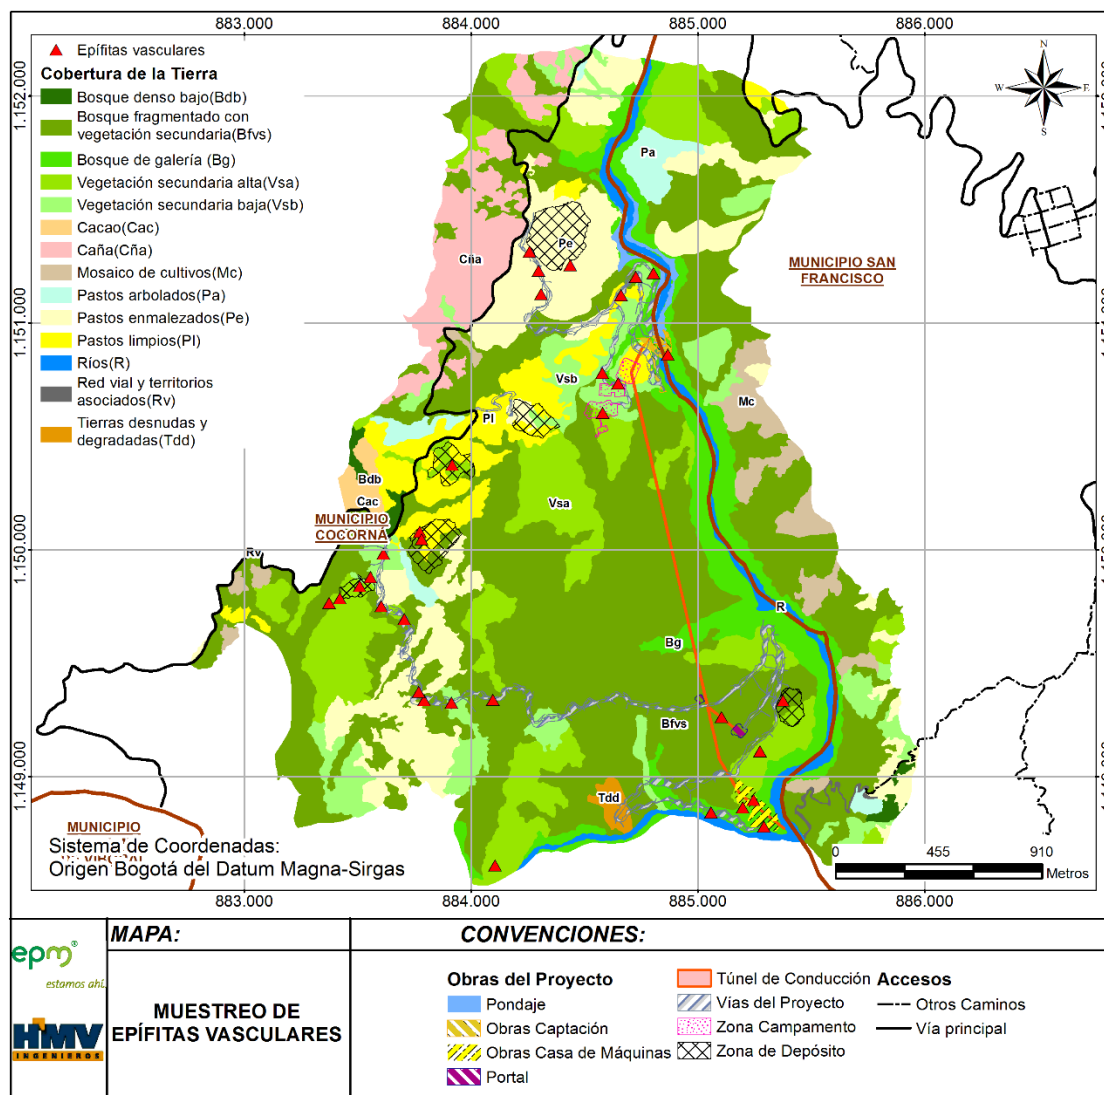 883.000 884.000 885.000 886.000
Epífitas vasculares
Cobertura de la Tierra
Bosque denso bajo(Bdb)
Bosque fragmentado con
vegetación secundaria(Bfvs)
Bosque de galería (Bg)
Vegetación secundaria alta(Vsa)
Vegetación secundaria baja(Vsb)
Cacao(Cac)
Caña(Cña)
Mosaico de cultivos(Mc)
Pastos arbolados(Pa)
Pastos enmalezados(Pe)
Pastos limpios(Pl)
Ríos(R)
Red vial y territorios
asociados(Rv)
Tierras desnudas y
degradadas(Tdd)
N
W E
S
1.152.000
1.151.000
1.150.000
1.149.000
Pa
Pe
Cña
MUNICIPIO SAN
FRANCISCO
Vsb
Mc
Pl
Bdb
Cac
Vsa
MUNICIPIO
COCORNÁ
Rv
R
Bg
Bfvs
Tdd
MUNICIPIO
Sistema de Coordenadas:
Origen Bogotá del Datum Magna-Sirgas
0 455 910
Metros
883.000 884.000 885.000 886.000
epm®
estamos ahí.
HMV
INGENIEROS
MAPA:
MUESTREO DE
EPÍFITAS VASCULARES
CONVENCIONES:
Obras del Proyecto
Pondaje
Obras Captación
Obras Casa de Máquinas
Portal
Túnel de Conducción
Vías del Proyecto
Zona Campamento
Zona de Depósito
Accesos
Otros Caminos
Vía principal